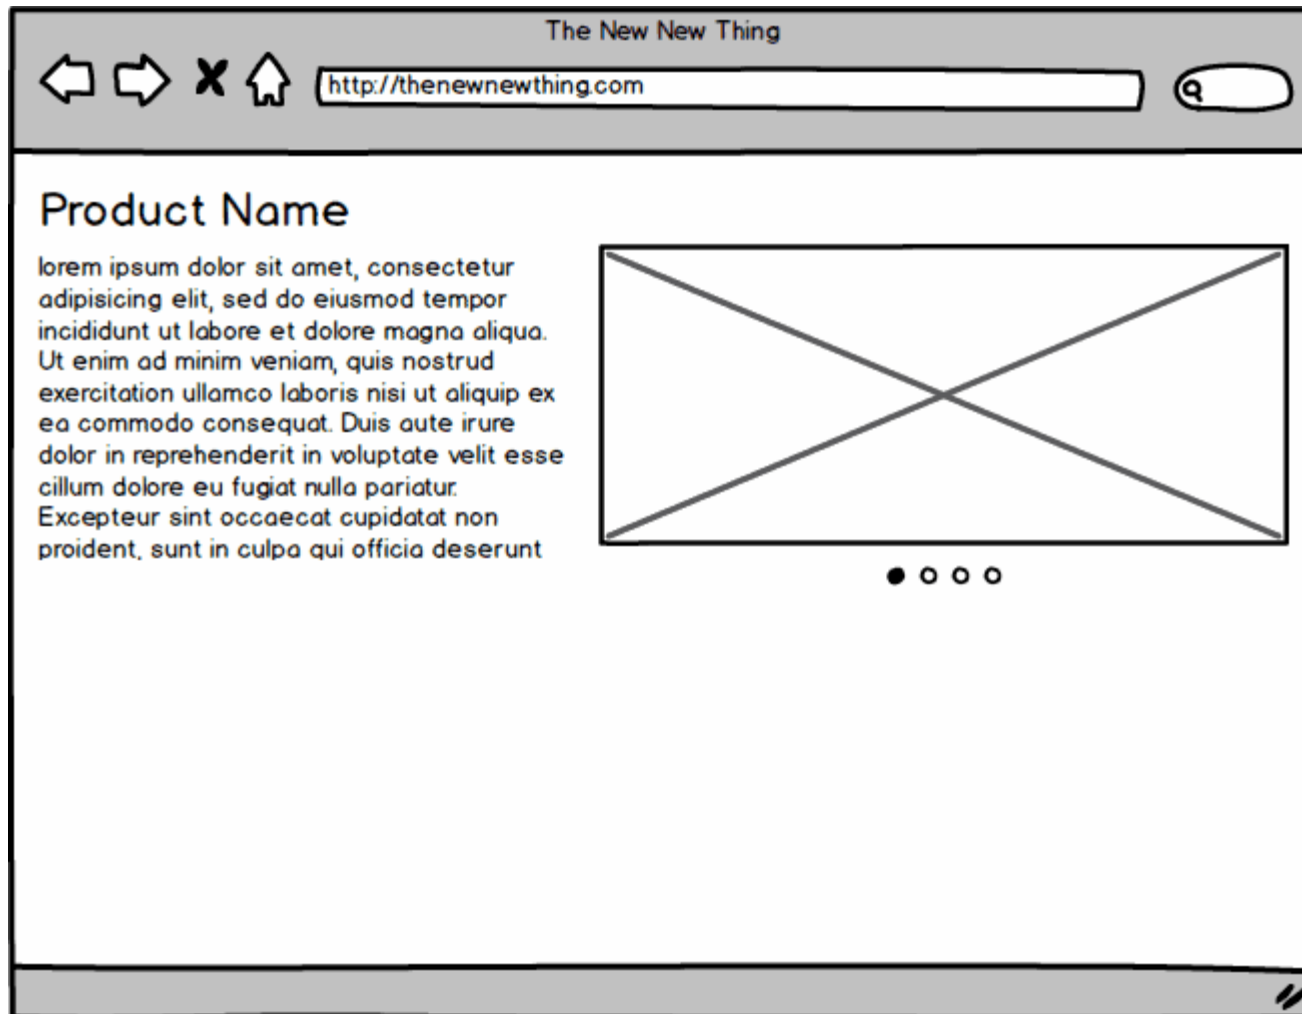 The New New Thing
http://thenewnewthing.com
Product Name
lorem ipsum dolor sit amet, consectetur
adipisicing elit, sed do eiusmod tempor
incididunt ut labore et dolore magna aliqua.
Ut enim ad minim veniam, quis nostrud
exercitation ullamco laboris nisi ut aliquip ex
ea commodo consequat. Duis aute irure
dolor in reprehenderit in voluptate velit esse
cillum dolore eu fugiat nulla pariatur.
Excepteur sint occaecat cupidatat non
proident, sunt in culpa qui officia deserunt